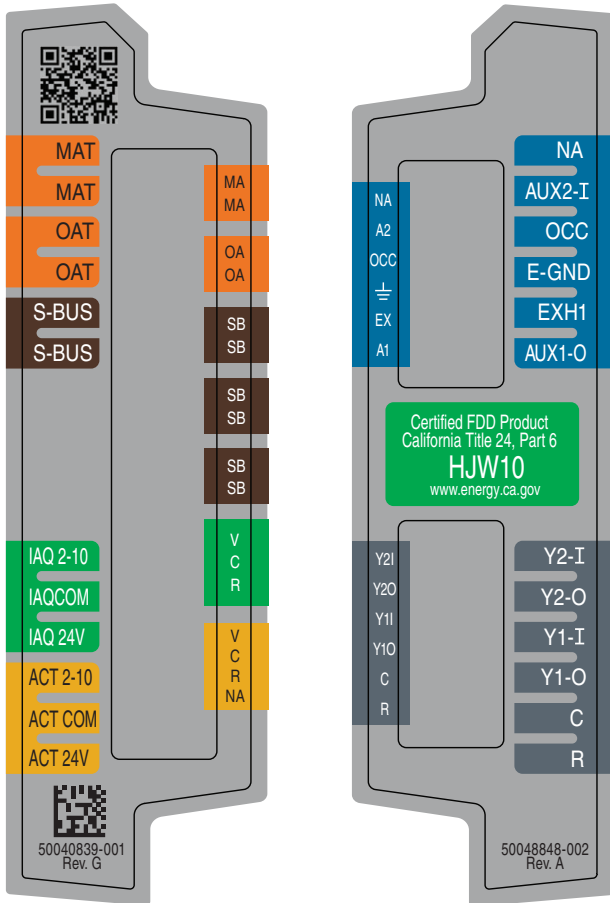 MAT
MAT
OAT
OAT
S-BUS
S-BUS
IAQ 2-10
IAQCOM
IAQ 24V
ACT 2-10
ACT COM
ACT 24V
50040839-001
Rev. G
MA
MA
OA
OA
SB
SB
SB
SB
SB
SB
V
C
R
V
C
R
NA
NA
A2
OCC
⏚
EX
A1
NA
AUX2-I
OCC
E-GND
EXH1
AUX1-O
Certified FDD Product
California Title 24, Part 6
HJW10
www.energy.ca.gov
Y2I
Y2O
Y1I
Y1O
C
R
Y2-I
Y2-O
Y1-I
Y1-O
C
R
50048848-002
Rev. A